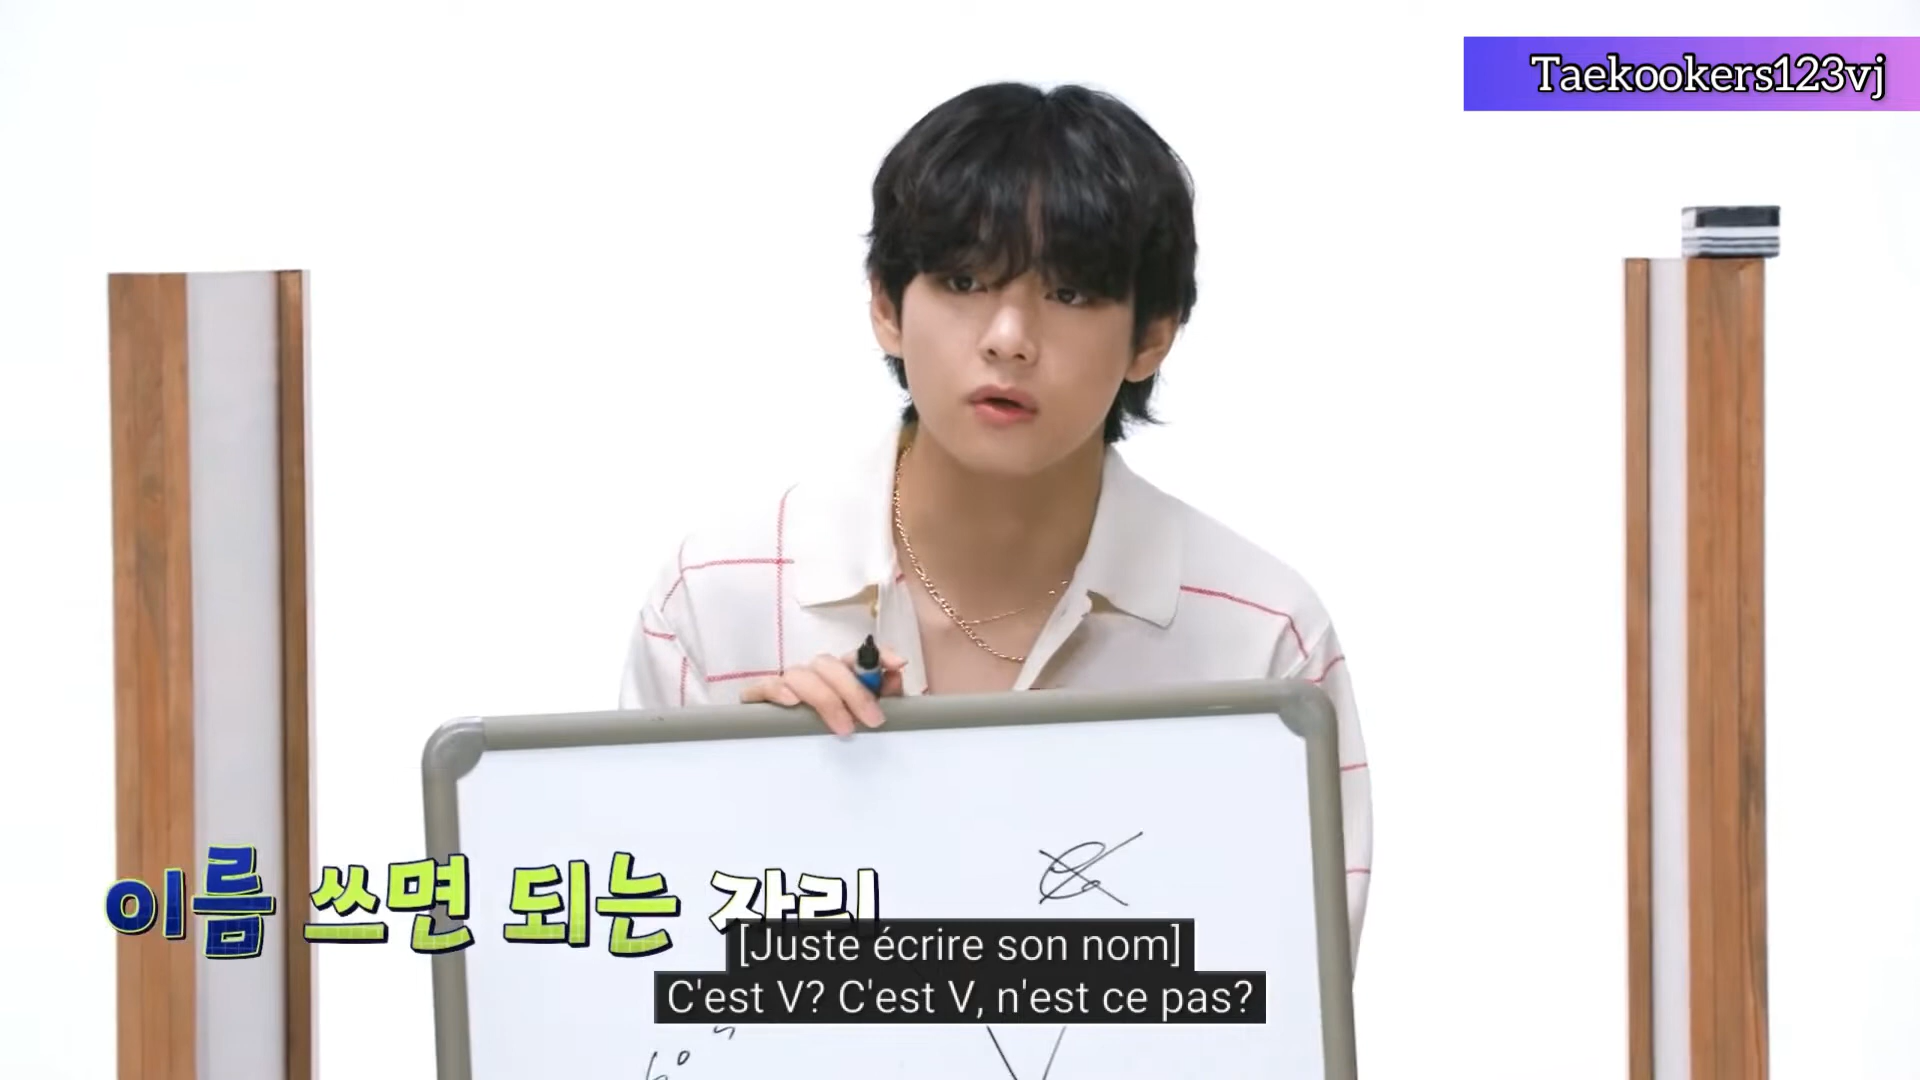 Taekookers123vj
이름 쓰면 되는 자리
[Juste écrire son nom]
C'est V? C'est V, n'est ce pas?
V